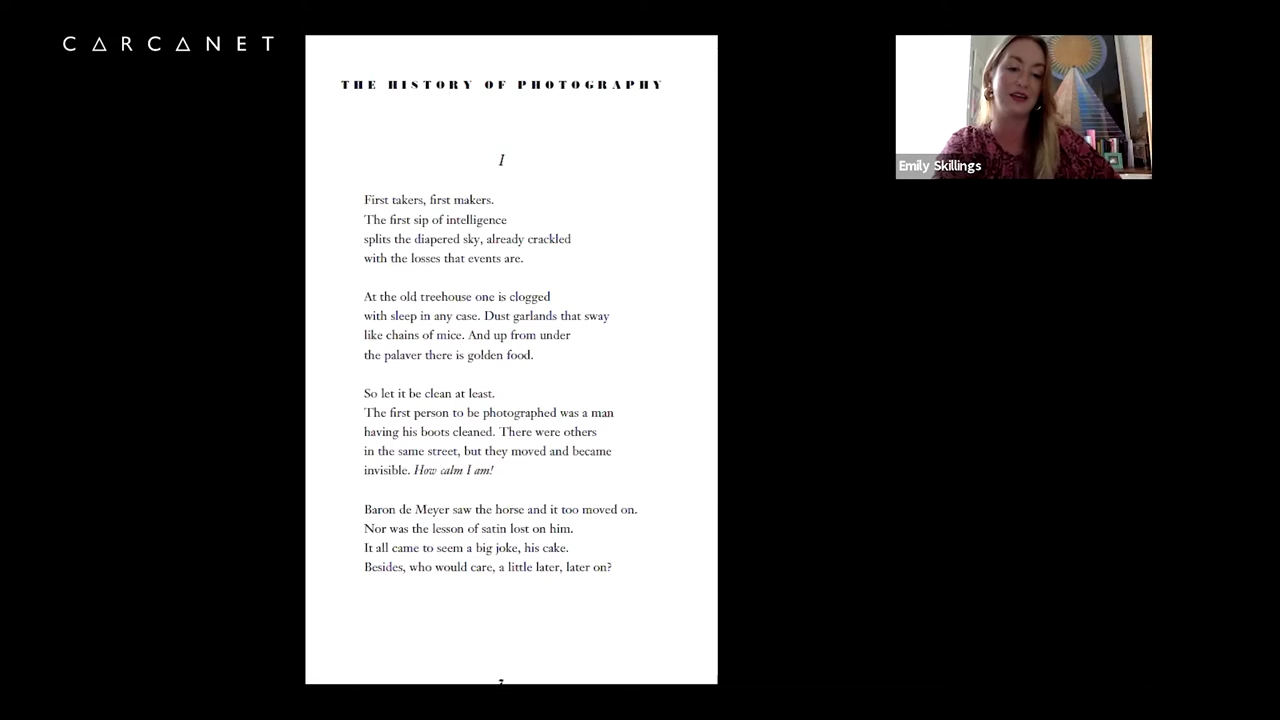 CARCANET
THE HISTORY OF PHOTOGRAPHY
I
First takers, first makers.
The first sip of intelligence
splits the diapered sky, already crackled
with the losses that events are.
At the old treehouse one is clogged
with sleep in any case. Dust garlands that sway
like chains of mice. And up from under
the palaver there is golden food.
So let it be clean at least.
The first person to be photographed was a man
having his boots cleaned. There were others
in the same street, but they moved and became
invisible. How calm I am!
Baron de Meyer saw the horse and it too moved on.
Nor was the lesson of satin lost on him.
It all came to seem a big joke, his cake.
Besides, who would care, a little later, later on?
Emily Skillings